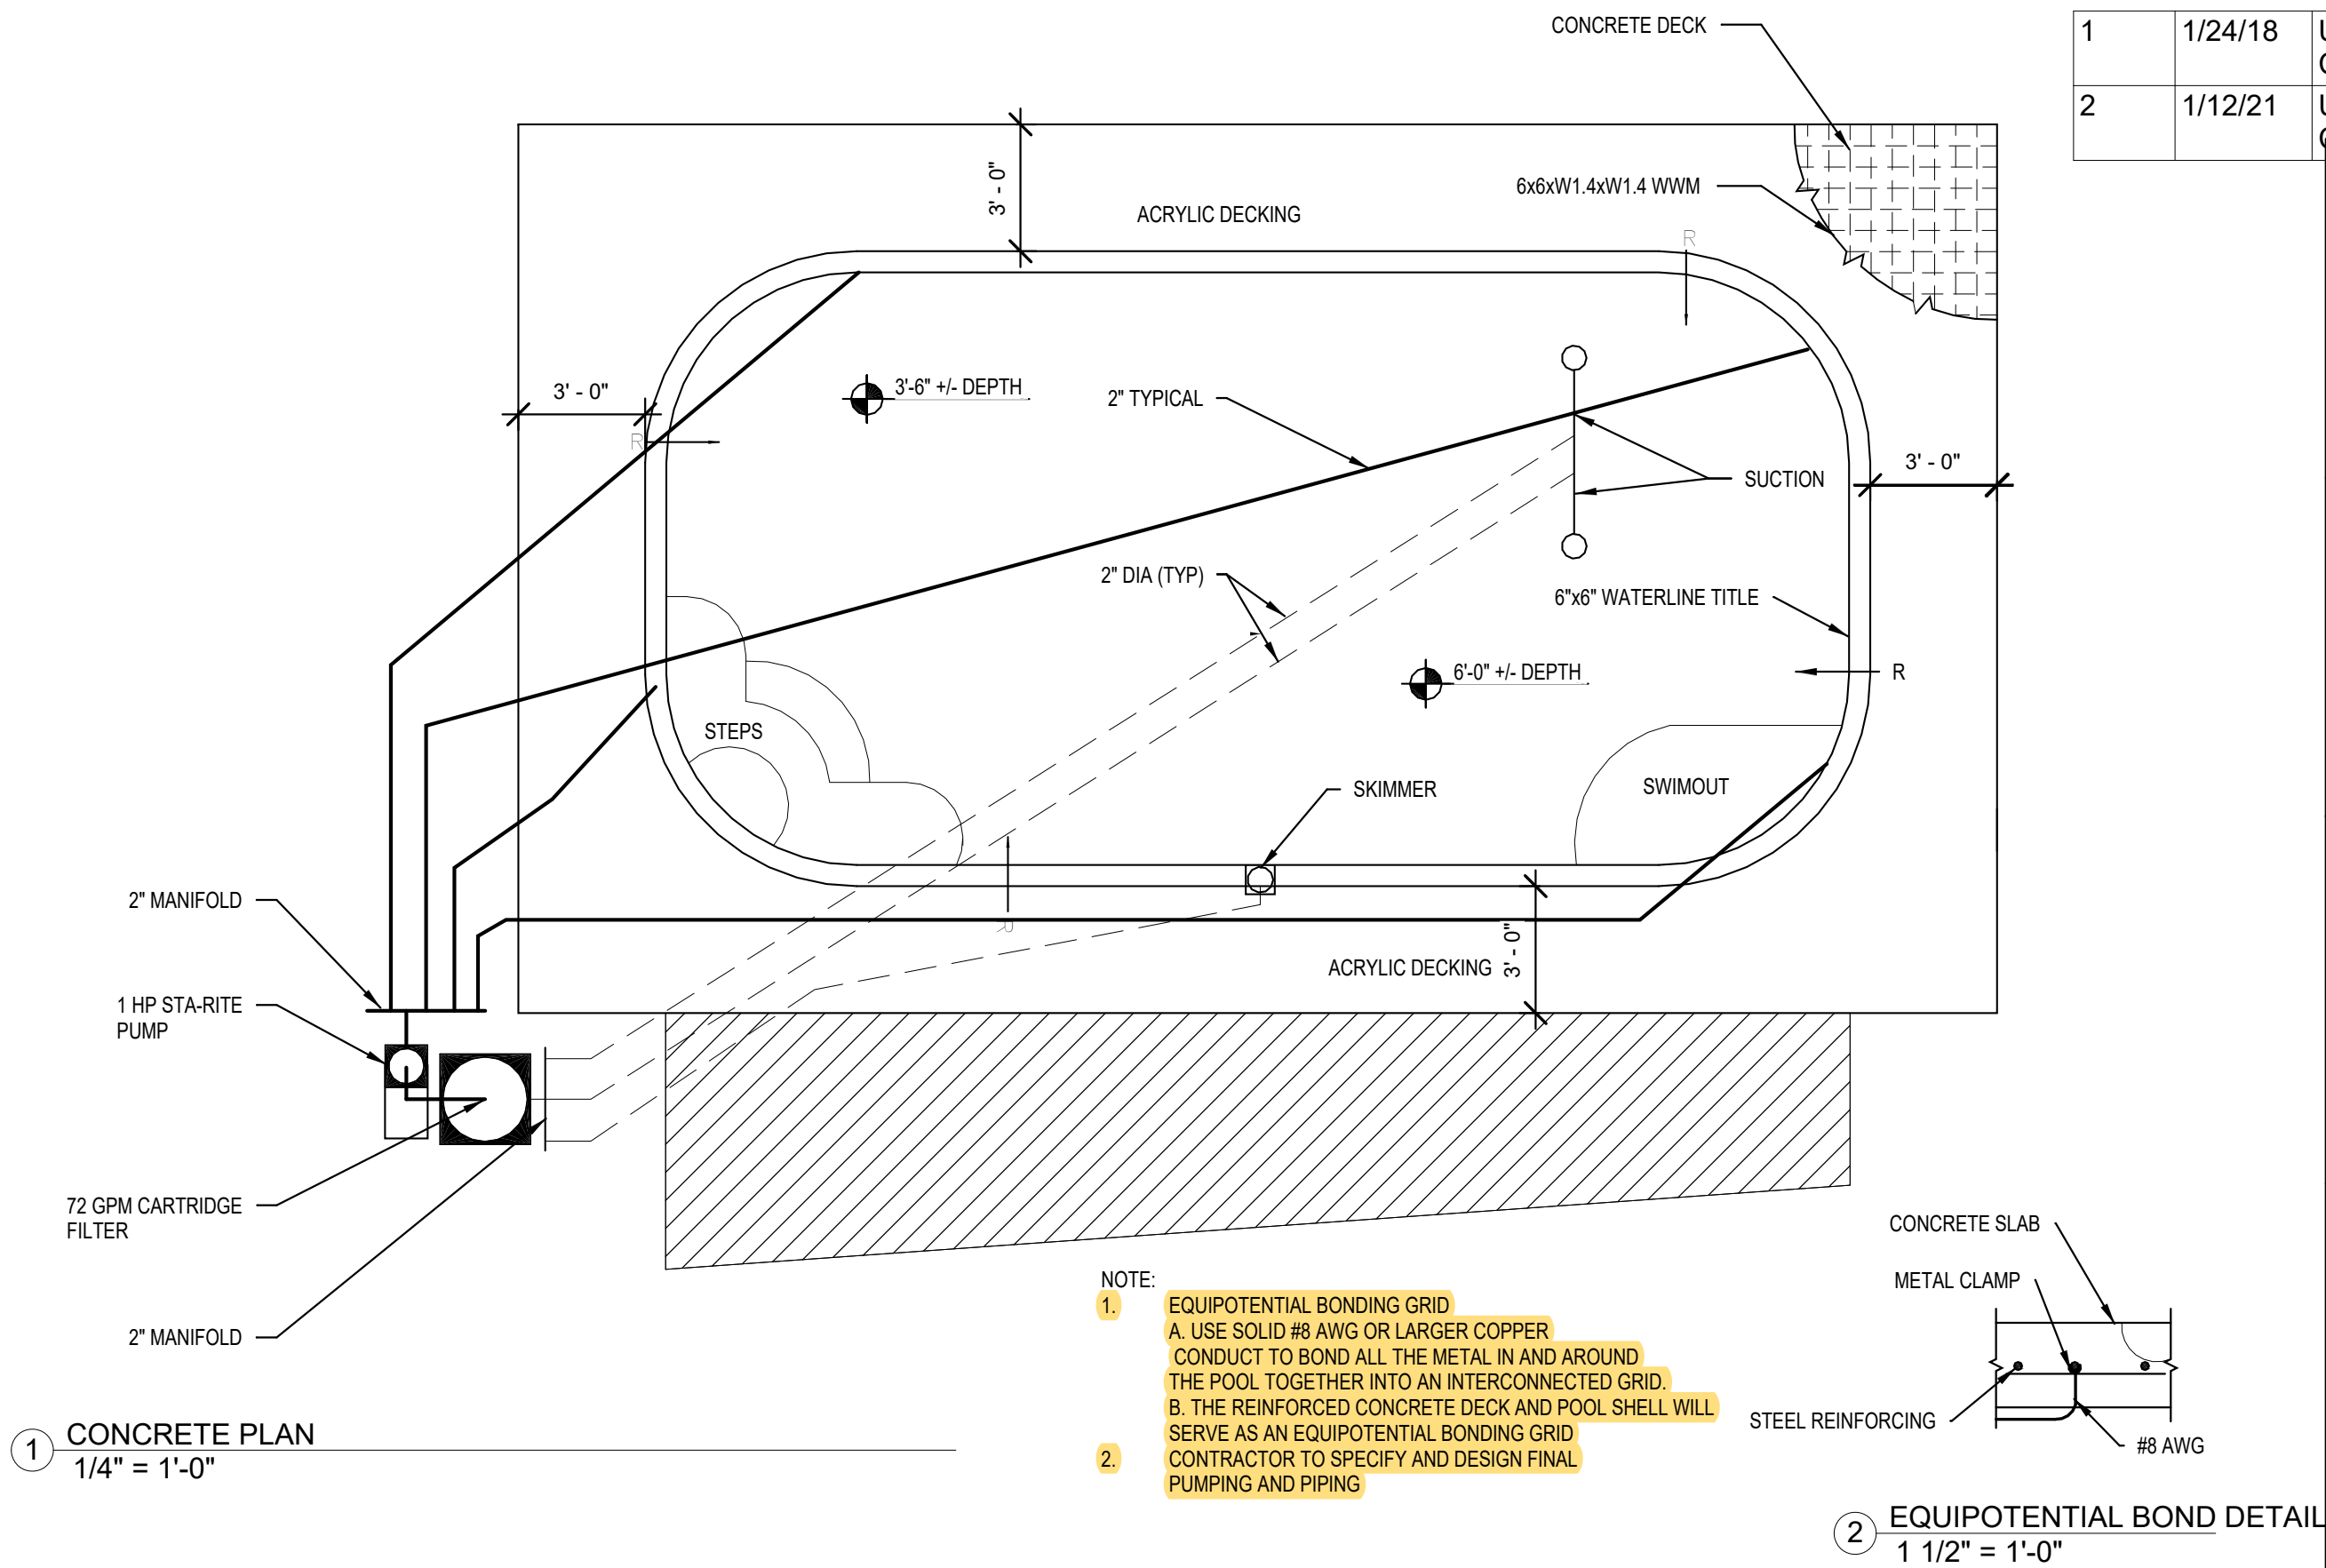 CONCRETE DECK
1 1/24/18
2 1/12/21
3' - 0"
6x6xW1.4xW1.4 WWM
ACRYLIC DECKING
R
3' - 0"
3'-6" +/- DEPTH
2" TYPICAL
R
3' - 0"
SUCTION
2" DIA (TYP)
6"x6" WATERLINE TITLE
6'-0" +/- DEPTH
R
STEPS
SKIMMER
SWIMOUT
2" MANIFOLD
R
3' - 0"
ACRYLIC DECKING
1 HP STA-RITE
PUMP
72 GPM CARTRIDGE
FILTER
2" MANIFOLD
NOTE:
1. EQUIPOTENTIAL BONDING GRID
A. USE SOLID #8 AWG OR LARGER COPPER
CONDUCT TO BOND ALL THE METAL IN AND AROUND
THE POOL TOGETHER INTO AN INTERCONNECTED GRID.
B. THE REINFORCED CONCRETE DECK AND POOL SHELL WILL
SERVE AS AN EQUIPOTENTIAL BONDING GRID
2. CONTRACTOR TO SPECIFY AND DESIGN FINAL
PUMPING AND PIPING
CONCRETE SLAB
METAL CLAMP
STEEL REINFORCING
#8 AWG
1 CONCRETE PLAN
1/4" = 1'-0"
2 EQUIPOTENTIAL BOND DETAIL
1 1/2" = 1'-0"